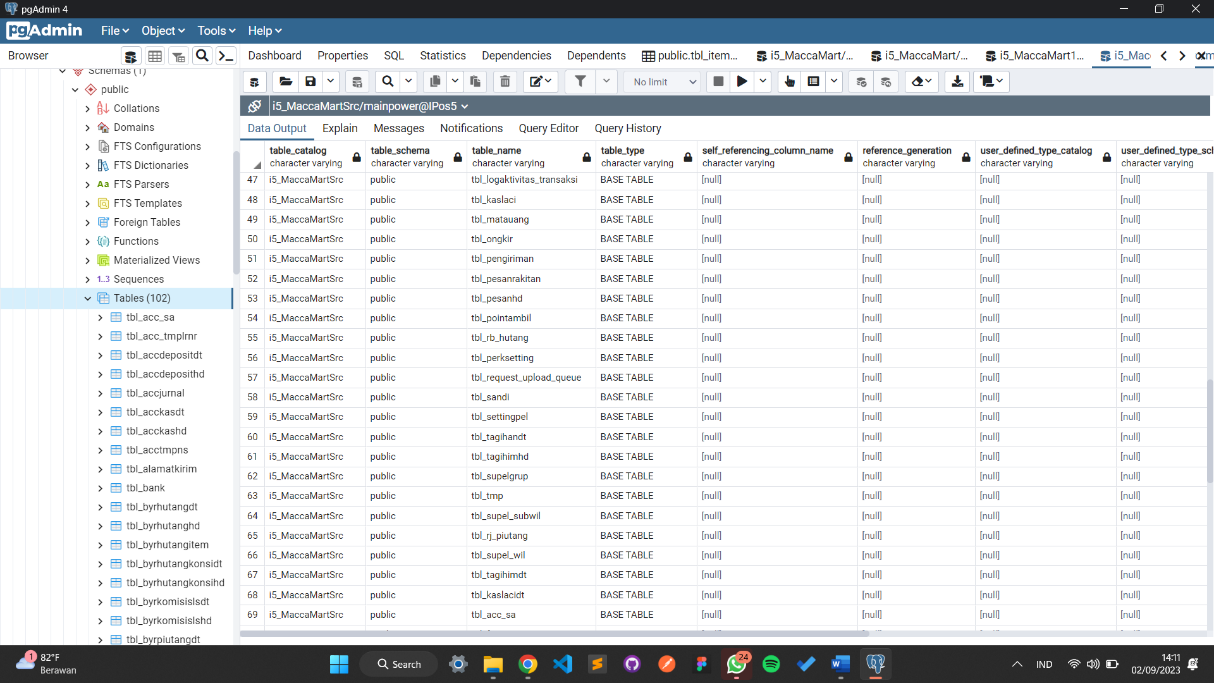 pgAdmin 4
pgAdmin File Object Tools Help
Browser
Dashboard Properties SQL Statistics Dependencies Dependents public.tbl_item... i5_MaccaMart/... i5_MaccaMart/... i5_MaccaMart1... i5_Mac
Schemas (1)
public
Collations
Domains
FTS Configurations
FTS Dictionaries
Aa FTS Parsers
FTS Templates
Foreign Tables
Functions
Materialized Views
1..3 Sequences
Tables (102)
tbl_acc_sa
tbl_acc_tmplrnr
tbl_accdepositdt
tbl_accdeposithd
tbl_accjurnal
tbl_acckasdt
tbl_acckashd
tbl_acctmpns
tbl_alamatkirim
tbl_bank
tbl_byrhutangdt
tbl_byrhutanghd
tbl_byrhutangitem
tbl_byrhutangkonsidt
tbl_byrhutangkonsihd
tbl_byrkomisislsdt
tbl_byrkomisislshd
tbl_byrpiutangdt
No limit
i5_MaccaMartSrc/mainpower@IPos5
Data Output Explain Messages Notifications Query Editor Query History
table_catalog table_schema table_name table_type self_referencing_column_name reference_generation user_defined_type_catalog user_defined_type_scl
character varying character varying character varying character varying character varying character varying character varying character varying
47 i5_MaccaMartSrc public tbl_logaktivitas_transaksi BASE TABLE [null] [null] [null] [null]
48 i5_MaccaMartSrc public tbl_kaslaci BASE TABLE [null] [null] [null] [null]
49 i5_MaccaMartSrc public tbl_matauang BASE TABLE [null] [null] [null] [null]
50 i5_MaccaMartSrc public tbl_ongkir BASE TABLE [null] [null] [null] [null]
51 i5_MaccaMartSrc public tbl_pengiriman BASE TABLE [null] [null] [null] [null]
52 i5_MaccaMartSrc public tbl_pesanrakitan BASE TABLE [null] [null] [null] [null]
53 i5_MaccaMartSrc public tbl_pesanhd BASE TABLE [null] [null] [null] [null]
54 i5_MaccaMartSrc public tbl_pointambil BASE TABLE [null] [null] [null] [null]
55 i5_MaccaMartSrc public tbl_rb_hutang BASE TABLE [null] [null] [null] [null]
56 i5_MaccaMartSrc public tbl_perksetting BASE TABLE [null] [null] [null] [null]
57 i5_MaccaMartSrc public tbl_request_upload_queue BASE TABLE [null] [null] [null] [null]
58 i5_MaccaMartSrc public tbl_sandi BASE TABLE [null] [null] [null] [null]
59 i5_MaccaMartSrc public tbl_settingpel BASE TABLE [null] [null] [null] [null]
60 i5_MaccaMartSrc public tbl_tagihandt BASE TABLE [null] [null] [null] [null]
61 i5_MaccaMartSrc public tbl_tagihimhd BASE TABLE [null] [null] [null] [null]
62 i5_MaccaMartSrc public tbl_supelgrup BASE TABLE [null] [null] [null] [null]
63 i5_MaccaMartSrc public tbl_tmp BASE TABLE [null] [null] [null] [null]
64 i5_MaccaMartSrc public tbl_supel_subwil BASE TABLE [null] [null] [null] [null]
65 i5_MaccaMartSrc public tbl_rj_piutang BASE TABLE [null] [null] [null] [null]
66 i5_MaccaMartSrc public tbl_supel_wil BASE TABLE [null] [null] [null] [null]
67 i5_MaccaMartSrc public tbl_tagihimdt BASE TABLE [null] [null] [null] [null]
68 i5_MaccaMartSrc public tbl_kaslacidt BASE TABLE [null] [null] [null] [null]
69 i5_MaccaMartSrc public tbl_acc_sa BASE TABLE [null] [null] [null] [null]
1 82°F
Berawan
Search
24
IND
14:11
02/09/2023